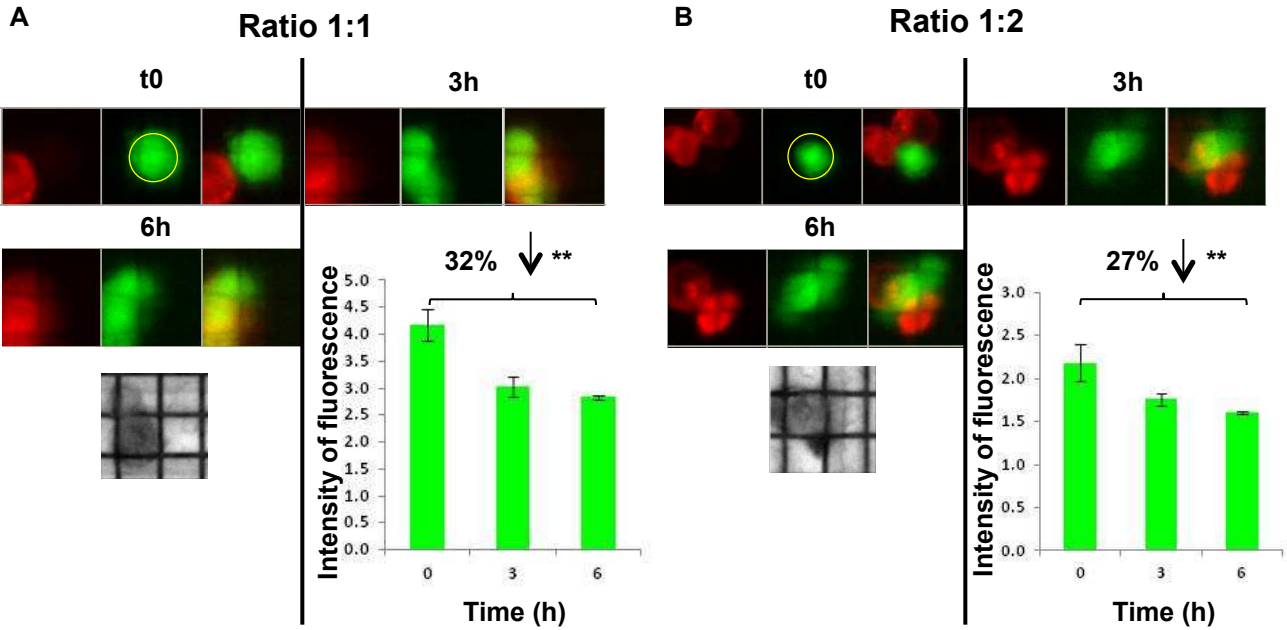 A
Ratio 1:1
t0
3h
6h
32%
**
Intensity of fluorescence
5.0
4.5
4.0
3.5
3.0
2.5
2.0
1.5
1.0
0.5
0.0
0 3 6
Time (h)
B
Ratio 1:2
t0
3h
6h
27%
**
Intensity of fluorescence
3.0
2.5
2.0
1.5
1.0
0.5
0.0
0 3 6
Time (h)